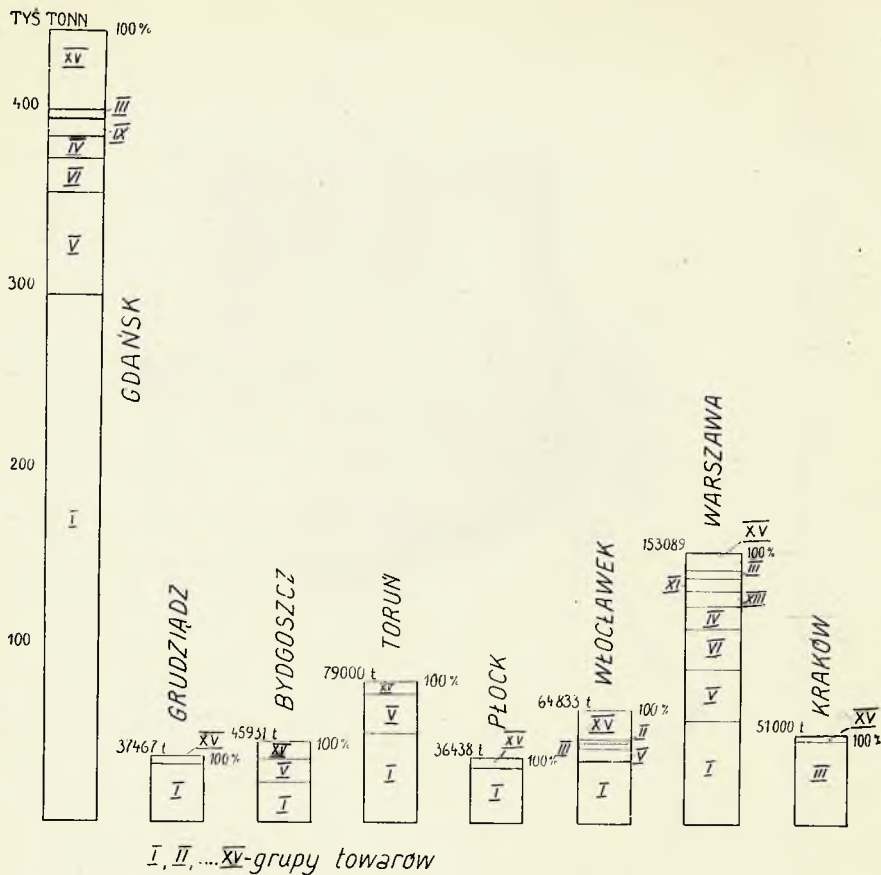 TYŚ TONN
100%
XV
400
III
IX
IV
VI
V
300
GDAŃSK
200
I
100
GRUDZIĄDZ
37467 t
XV
100%
I
BYDGOSZCZ
45931 t
100%
XV
V
I
TORUŃ
79000 t
100%
XV
V
I
PŁOCK
36438 t
XV
100%
I
WŁOCŁAWEK
64833 t
100%
XV
II
III
V
I
WARSZAWA
153089
XV
100%
III
XI
XIII
IV
VI
V
I
KRAKÓW
51000 t
XV
100%
III
I, II, ....XV-grupy towarów